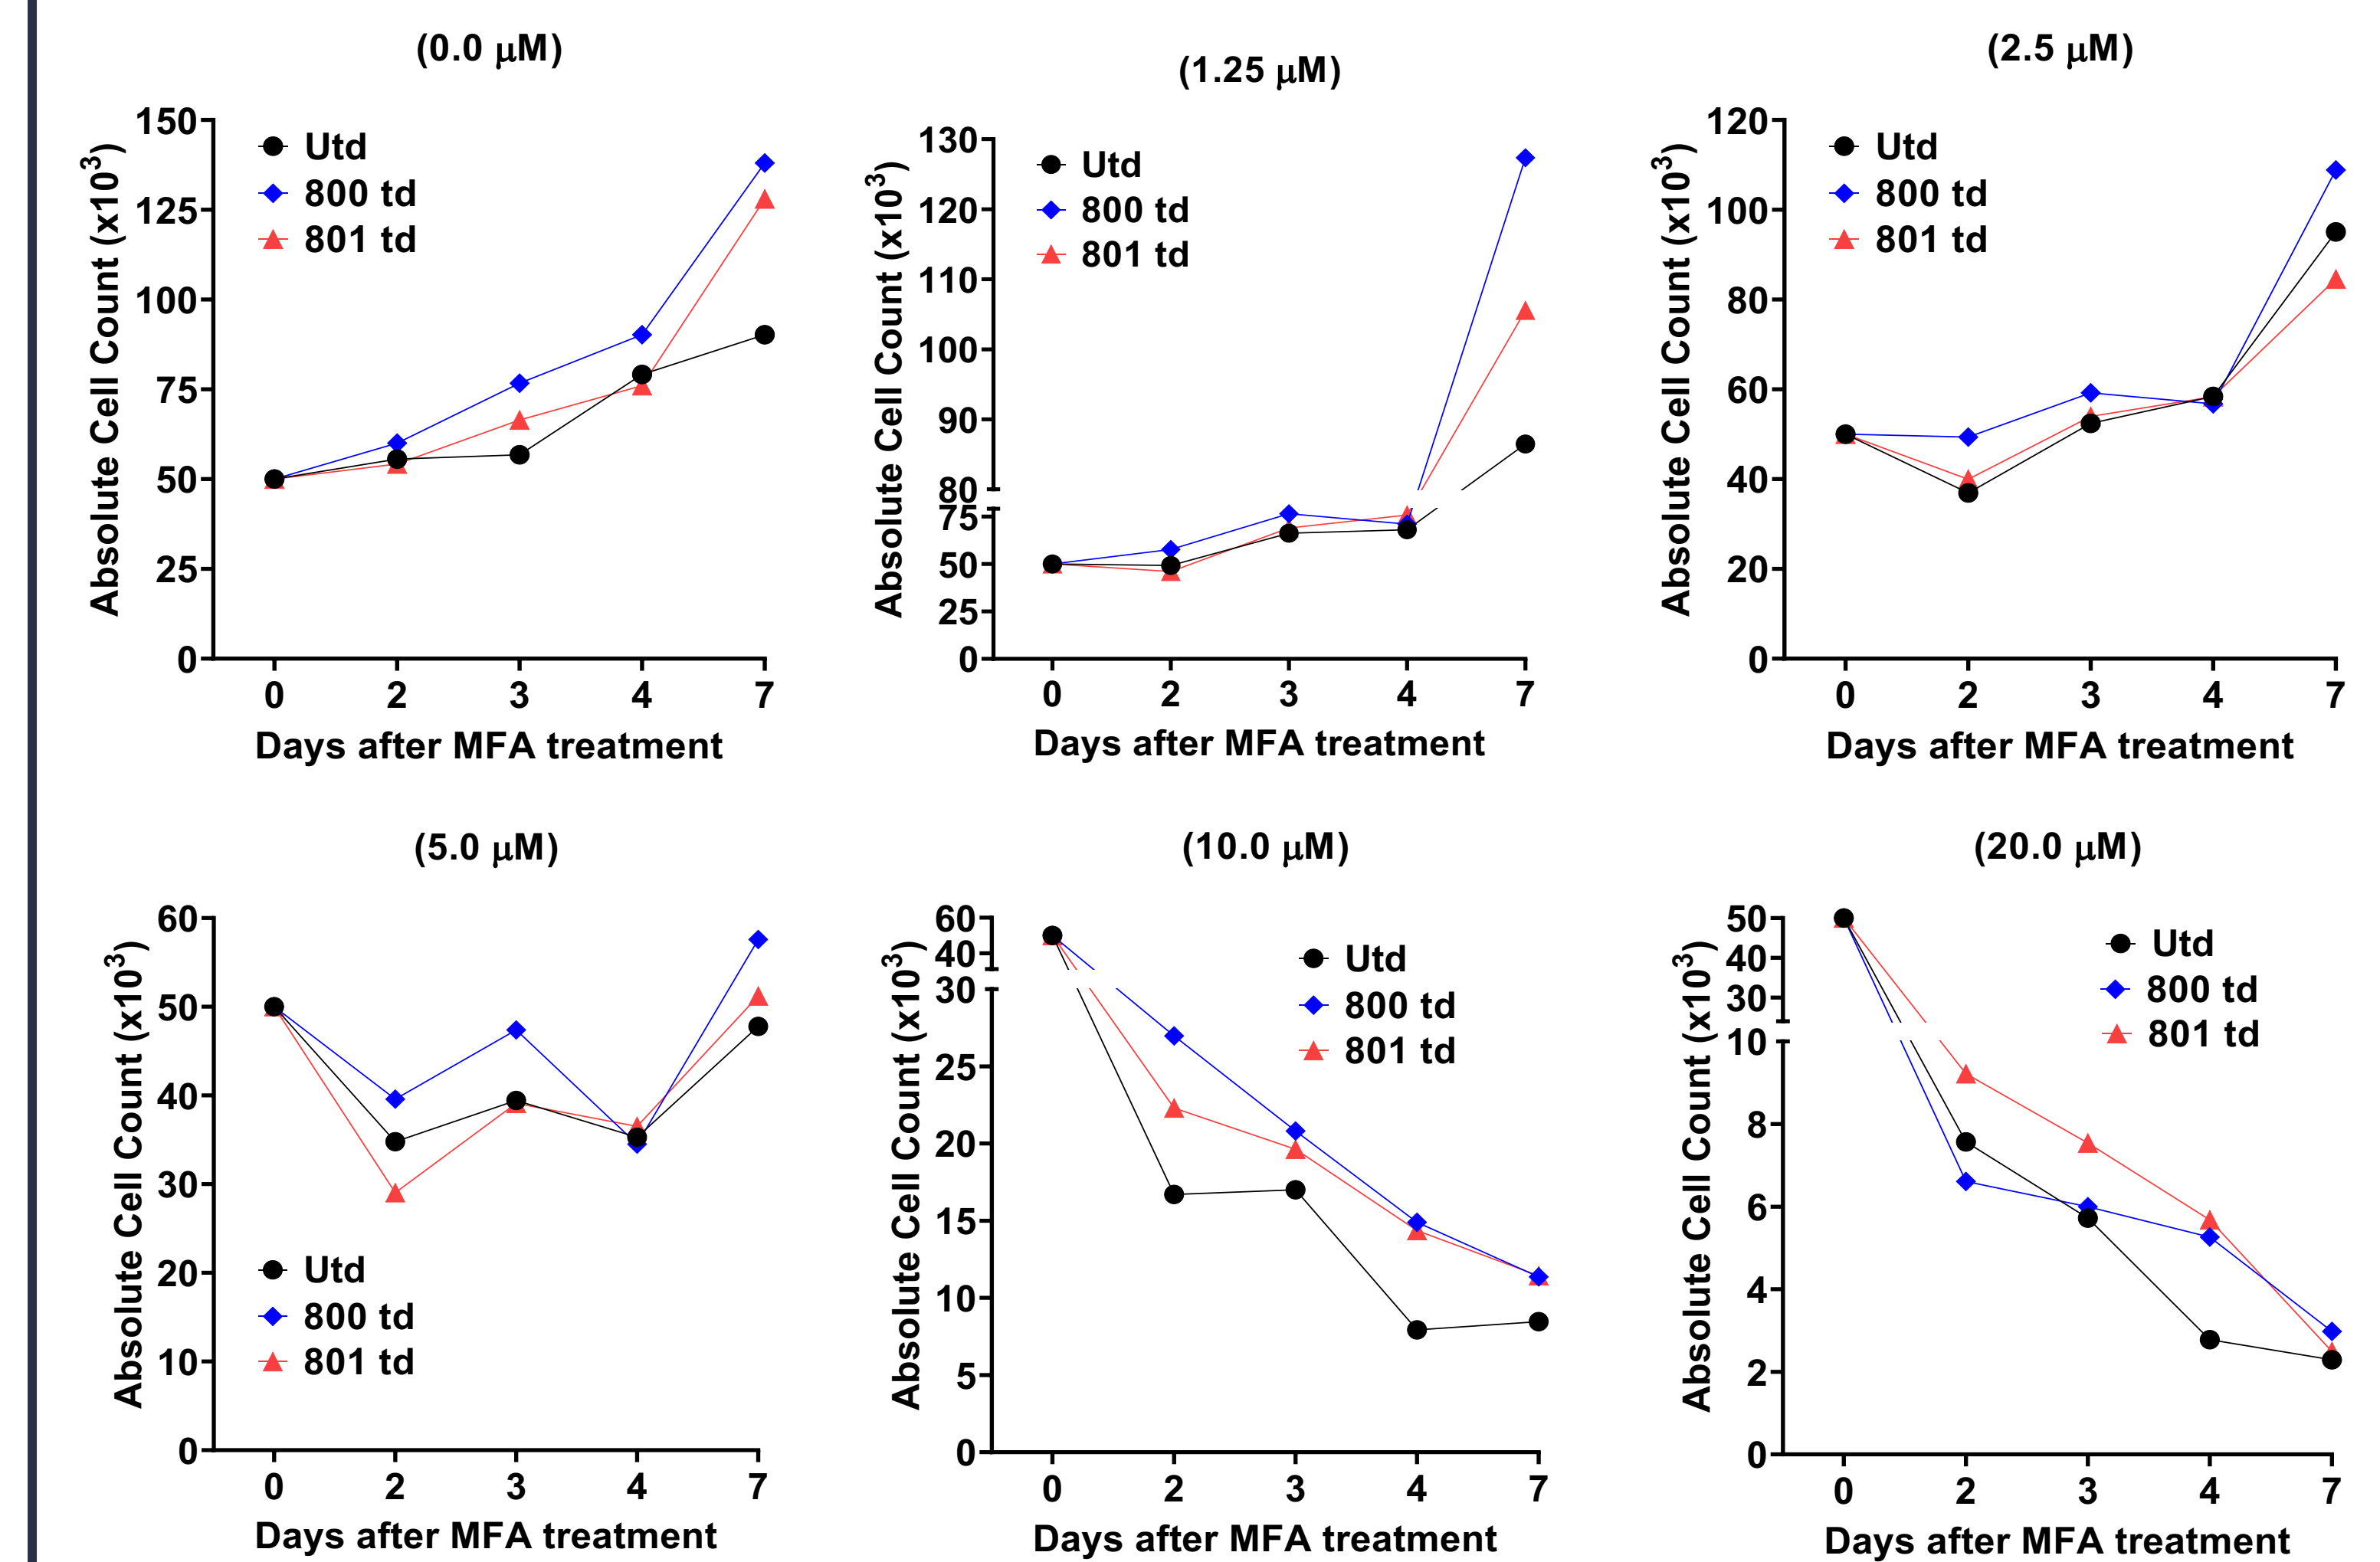 (0.0 μM)
Absolute Cell Count (x10³)
150
125
100
75
50
25
0
Utd
800 td
801 td
0 2 3 4 7
Days after MFA treatment
(1.25 μM)
Absolute Cell Count (x10³)
130
120
110
100
90
80
75
50
25
0
Utd
800 td
801 td
0 2 3 4 7
Days after MFA treatment
(2.5 μM)
Absolute Cell Count (x10³)
120
100
80
60
40
20
0
Utd
800 td
801 td
0 2 3 4 7
Days after MFA treatment
(5.0 μM)
Absolute Cell Count (x10³)
60
50
40
30
20
10
0
Utd
800 td
801 td
0 2 3 4 7
Days after MFA treatment
(10.0 μM)
Absolute Cell Count (x10³)
60
40
30
25
20
15
10
5
0
Utd
800 td
801 td
0 2 3 4 7
Days after MFA treatment
(20.0 μM)
Absolute Cell Count (x10³)
50
40
30
10
8
6
4
2
0
Utd
800 td
801 td
0 2 3 4 7
Days after MFA treatment